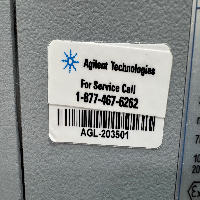 Agilent Technologies
For Service Call
1-877-467-6262
AGL-203501